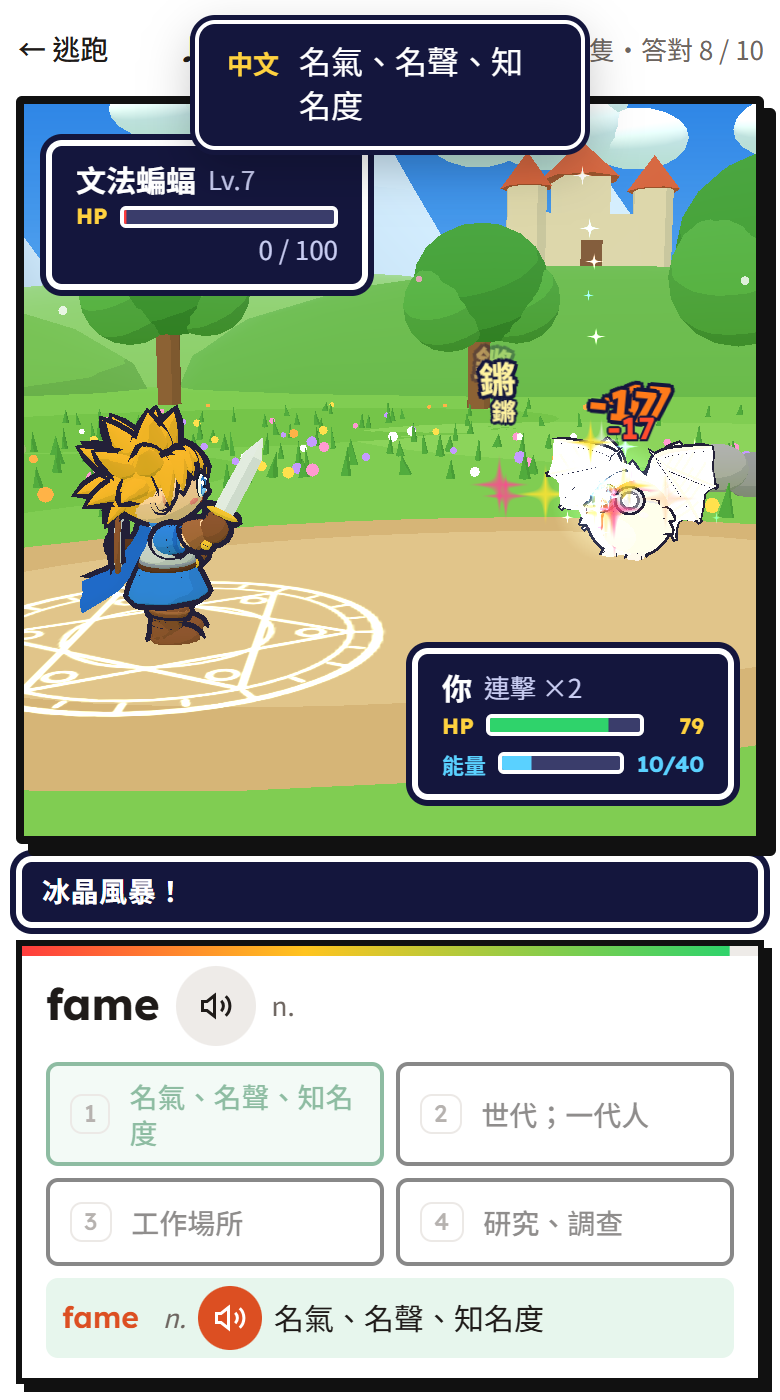 ← 逃跑
中文 名氣、名聲、知
名度
隻・答對 8 / 10
文法蝙蝠 Lv.7
HP
0 / 100
鏘
鏘
-17
-17
你 連擊 ×2
HP 79
能量 10/40
冰晶風暴！
fame n.
1 名氣、名聲、知名
度
2 世代；一代人
3 工作場所
4 研究、調查
fame n. 名氣、名聲、知名度